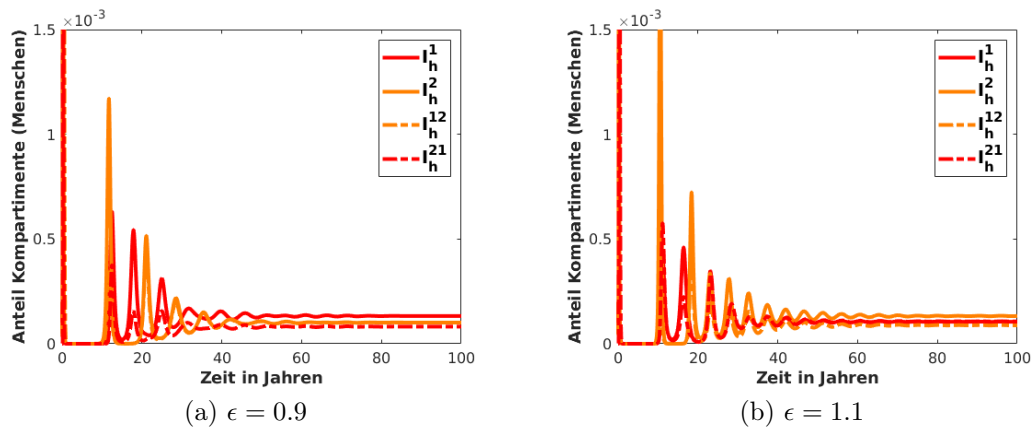 ×10⁻³
1.5
1
0.5
0
Anteil Kompartimente (Menschen)
I_h^1
I_h^2
I_h^12
I_h^21
0 20 40 60 80 100
Zeit in Jahren
(a) ϵ = 0.9
×10⁻³
1.5
1
0.5
0
Anteil Kompartimente (Menschen)
I_h^1
I_h^2
I_h^12
I_h^21
0 20 40 60 80 100
Zeit in Jahren
(b) ϵ = 1.1